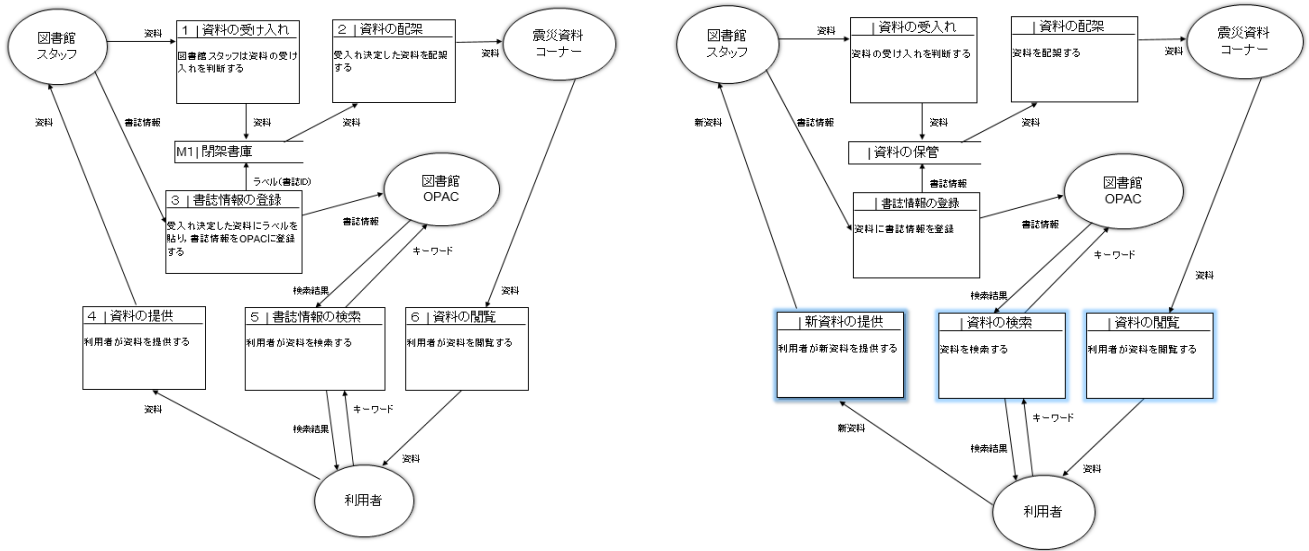 図書館
スタッフ
資料
1 | 資料の受け入れ
図書館スタッフは資料の受け
入れを判断する
2 | 資料の配架
受入れ決定した資料を配架
する
資料
震災資料
コーナー
資料
書誌情報
資料
資料
M1|閉架書庫
ラベル(書誌ID)
3 | 書誌情報の登録
受入れ決定した資料にラベルを
貼り、書誌情報をOPACに登録
する
書誌情報
図書館
OPAC
キーワード
検索結果
資料
4 | 資料の提供
利用者が資料を提供する
5 | 書誌情報の検索
利用者が資料を検索する
6 | 資料の閲覧
利用者が資料を閲覧する
資料
キーワード
検索結果
資料
利用者
図書館
スタッフ
資料
| 資料の受入れ
資料の受け入れを判断する
| 資料の配架
資料を配架する
資料
震災資料
コーナー
新資料
書誌情報
資料
資料
| 資料の保管
書誌情報
| 書誌情報の登録
資料に書誌情報を登録
書誌情報
図書館
OPAC
キーワード
検索結果
資料
| 新資料の提供
利用者が新資料を提供する
| 資料の検索
資料を検索する
| 資料の閲覧
利用者が資料を閲覧する
新資料
キーワード
検索結果
資料
利用者